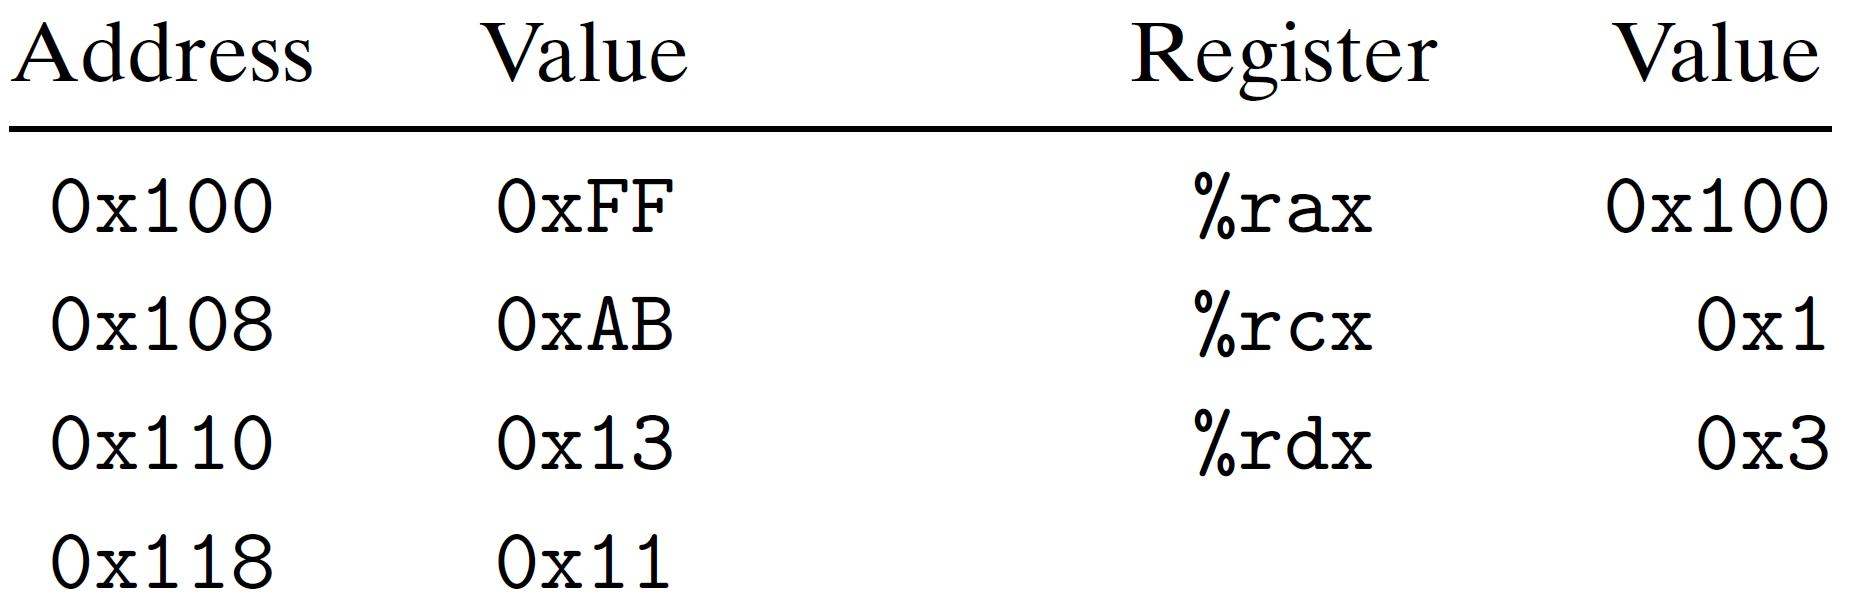 Address Value Register Value
0x100 0xFF %rax 0x100
0x108 0xAB %rcx 0x1
0x110 0x13 %rdx 0x3
0x118 0x11